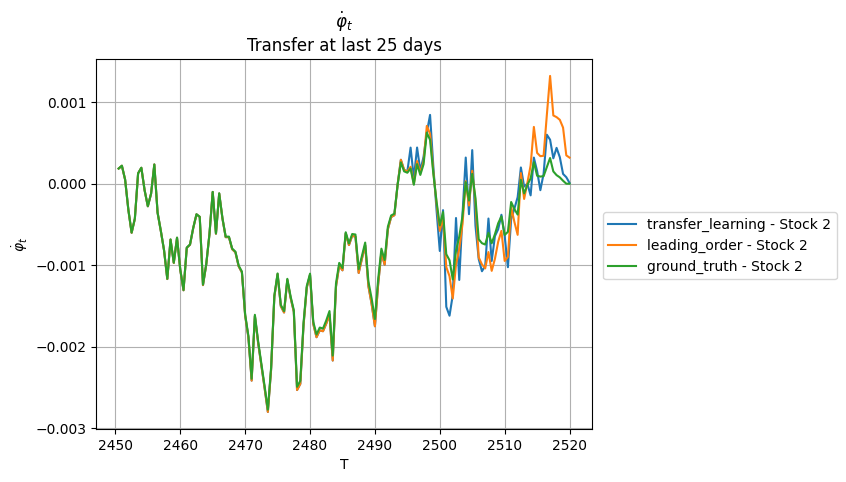 φ̇ₜ
Transfer at last 25 days
0.001
0.000
−0.001
−0.002
−0.003
φ̇ₜ
2450 2460 2470 2480 2490 2500 2510 2520
T
transfer_learning - Stock 2
leading_order - Stock 2
ground_truth - Stock 2